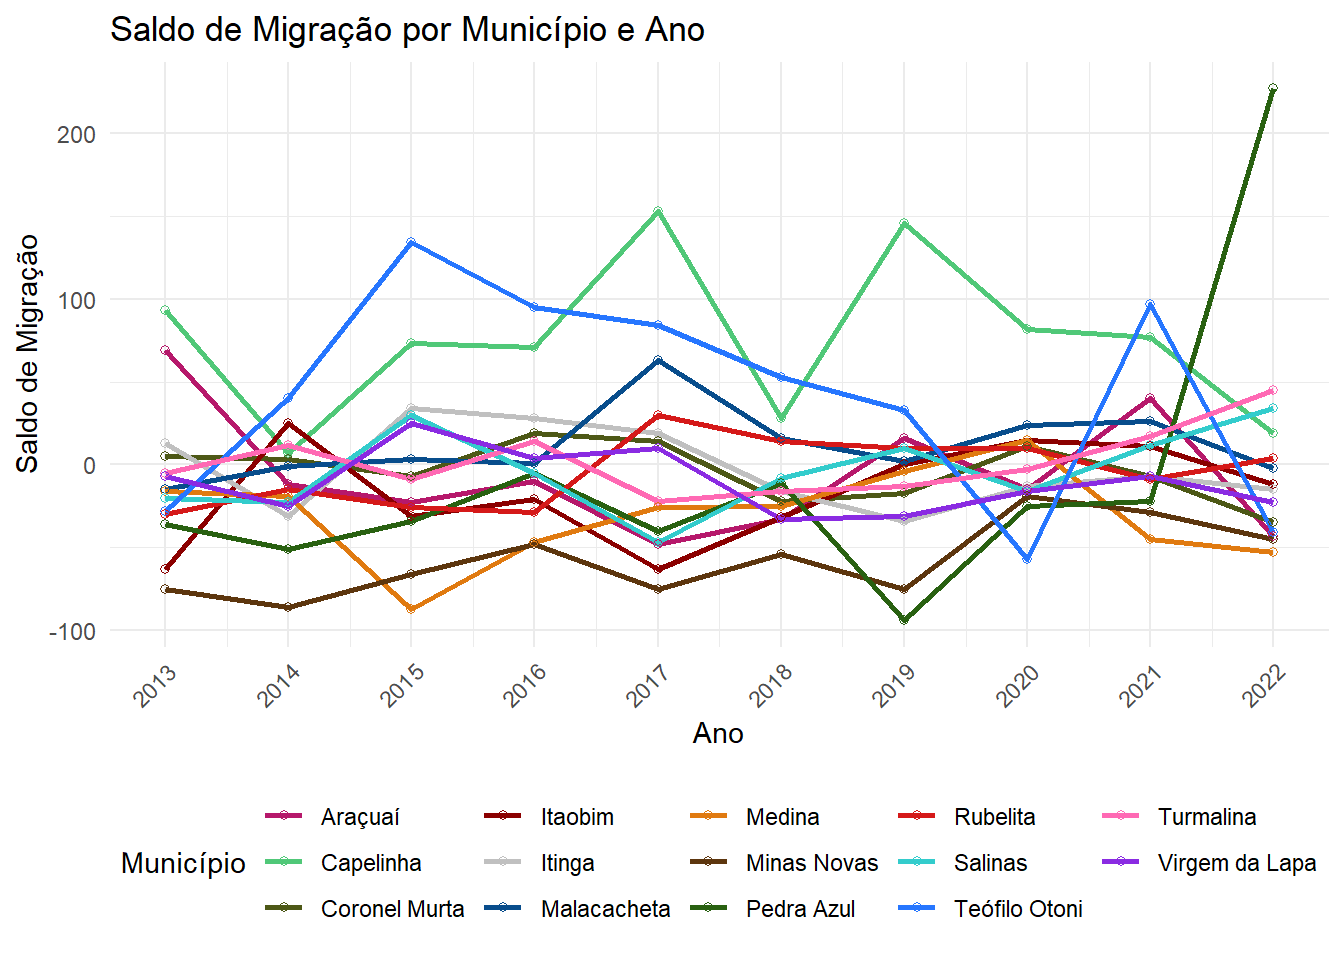 Saldo de Migração por Município e Ano
Saldo de Migração
200
100
0
-100
2013 2014 2015 2016 2017 2018 2019 2020 2021 2022
Ano
Município
Araçuaí Itaobim Medina Rubelita Turmalina
Capelinha Itinga Minas Novas Salinas Virgem da Lapa
Coronel Murta Malacacheta Pedra Azul Teófilo Otoni